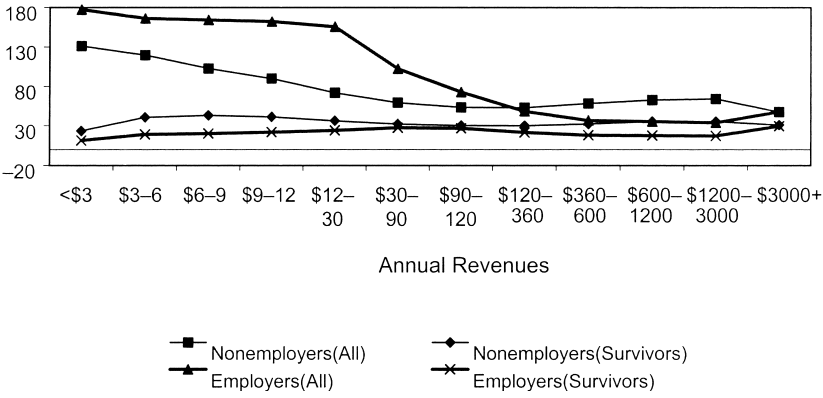 180
130
80
30
–20
<$3 $3–6 $6–9 $9–12 $12– $30– $90– $120– $360– $600– $1200– $3000+
30 90 120 360 600 1200 3000
Annual Revenues
Nonemployers(All) Nonemployers(Survivors)
Employers(All) Employers(Survivors)